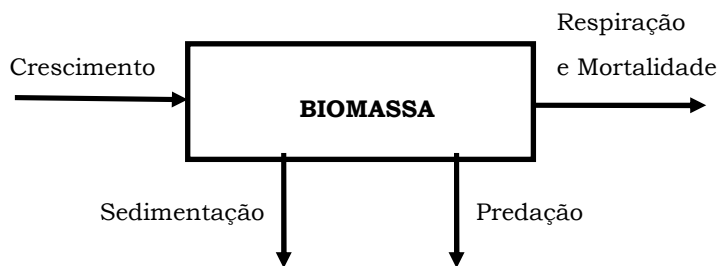 Respiração
Crescimento
e Mortalidade
BIOMASSA
Sedimentação
Predação